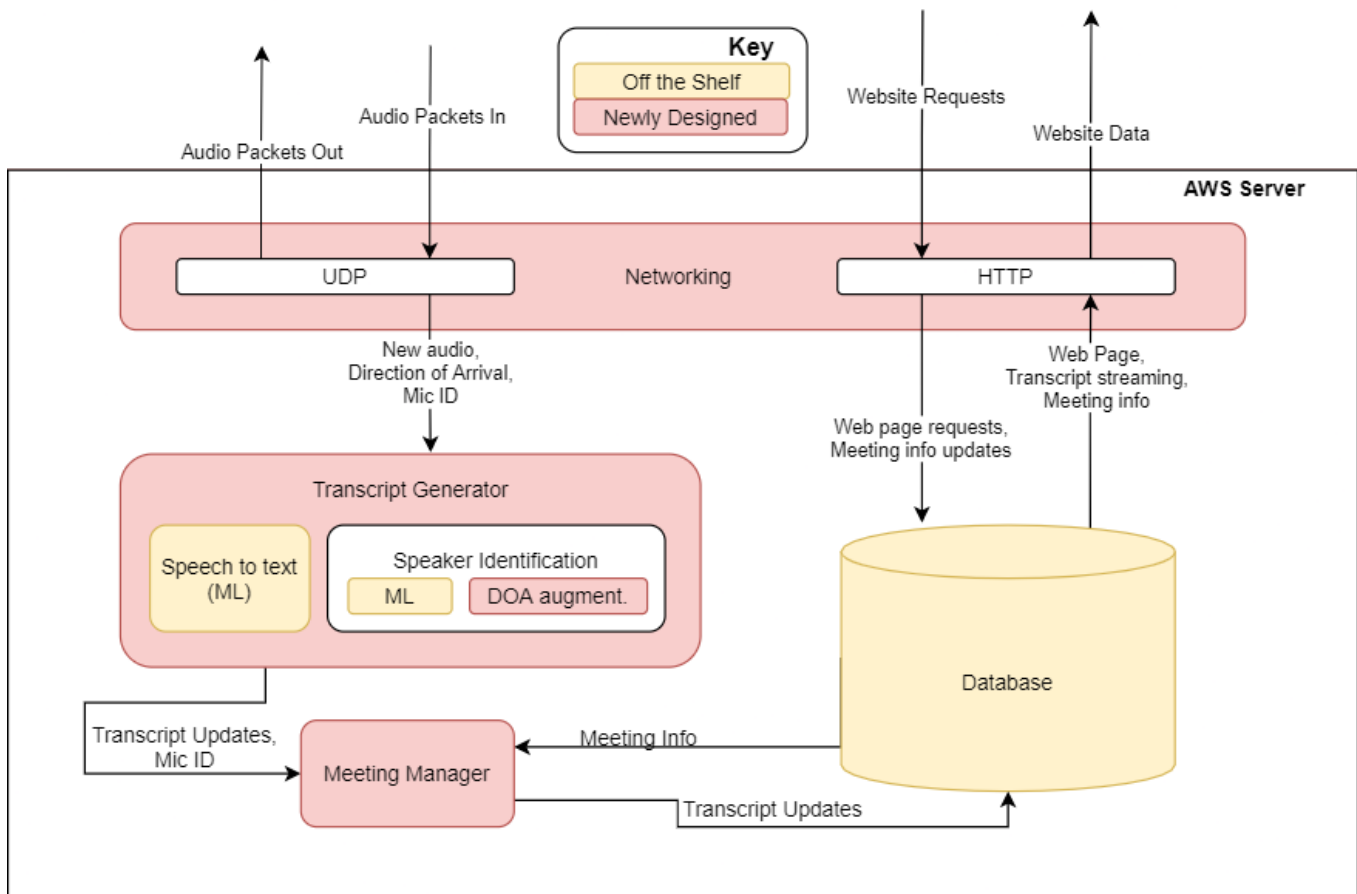 Key
Off the Shelf
Newly Designed
Audio Packets Out
Audio Packets In
Website Requests
Website Data
AWS Server
UDP
Networking
HTTP
New audio,
Direction of Arrival,
Mic ID
Web Page,
Transcript streaming,
Meeting info
Web page requests,
Meeting info updates
Transcript Generator
Speech to text
(ML)
Speaker Identification
ML
DOA augment.
Database
Transcript Updates,
Mic ID
Meeting Manager
Meeting Info
Transcript Updates